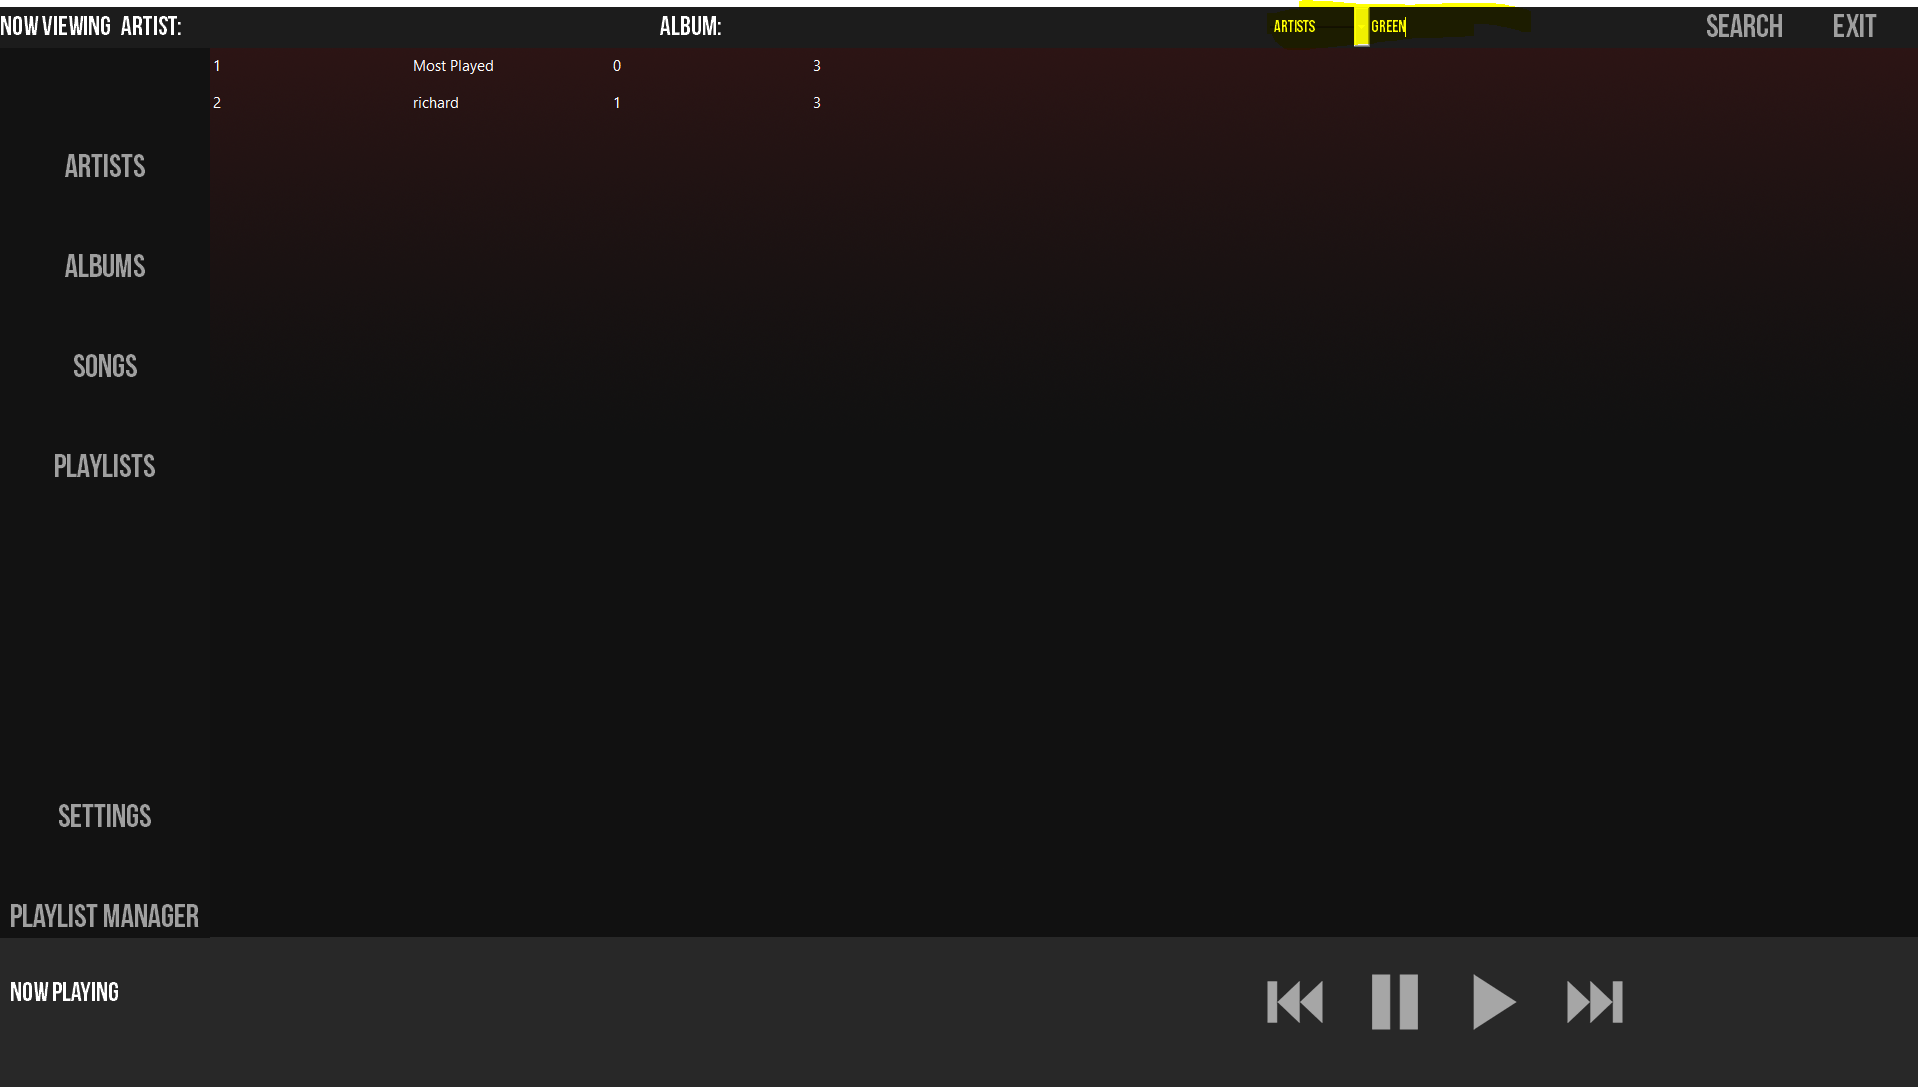 NOW VIEWING ARTIST: ALBUM: ARTISTS GREEN SEARCH EXIT
1 Most Played 0 3
2 richard 1 3
ARTISTS
ALBUMS
SONGS
PLAYLISTS
SETTINGS
PLAYLIST MANAGER
NOW PLAYING